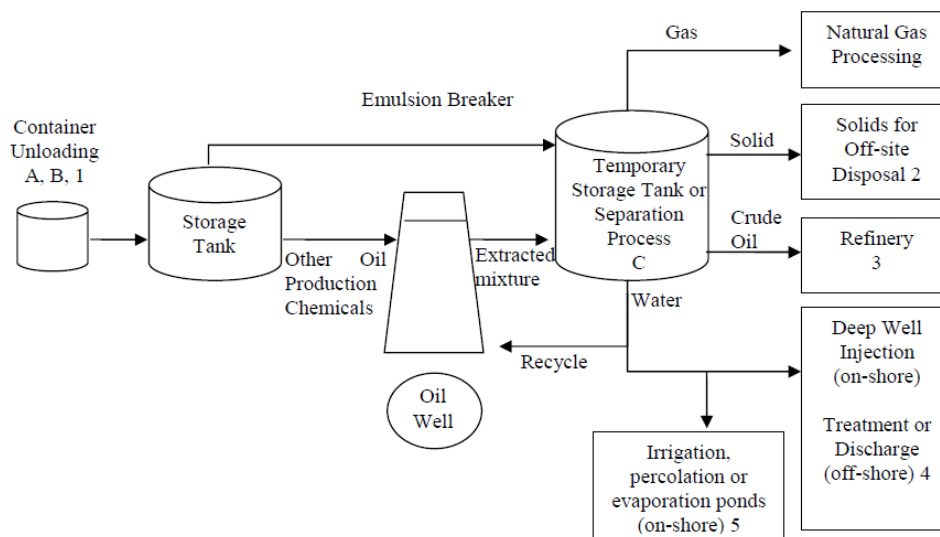 Gas
Natural Gas
Processing
Emulsion Breaker
Container
Unloading
A, B, 1
Storage
Tank
Temporary
Storage Tank or
Separation
Process
C
Solid
Solids for
Off-site
Disposal 2
Other Oil
Production
Chemicals
Extracted
mixture
Crude
Oil
Refinery
3
Water
Recycle
Oil
Well
Deep Well
Injection
(on-shore)
Treatment or
Discharge
(off-shore) 4
Irrigation,
percolation or
evaporation ponds
(on-shore) 5